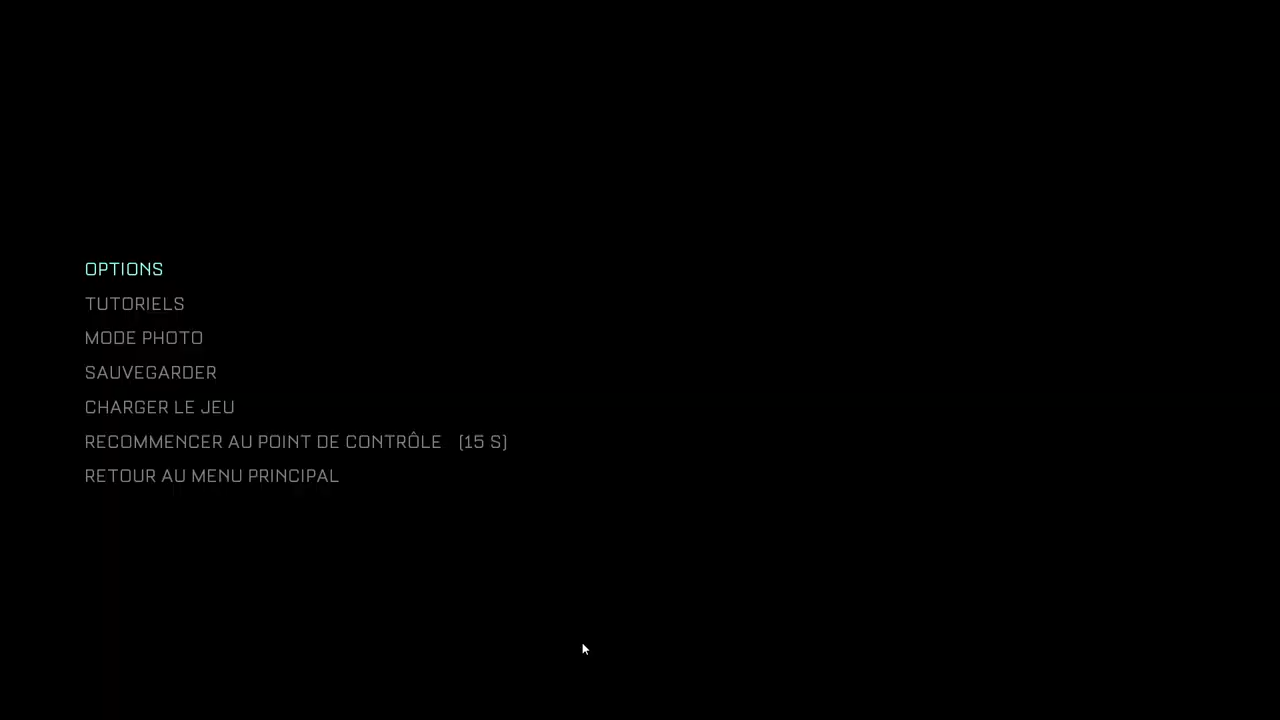 OPTIONS
TUTORIELS
MODE PHOTO
SAUVEGARDER
CHARGER LE JEU
RECOMMENCER AU POINT DE CONTRÔLE (15 S)
RETOUR AU MENU PRINCIPAL